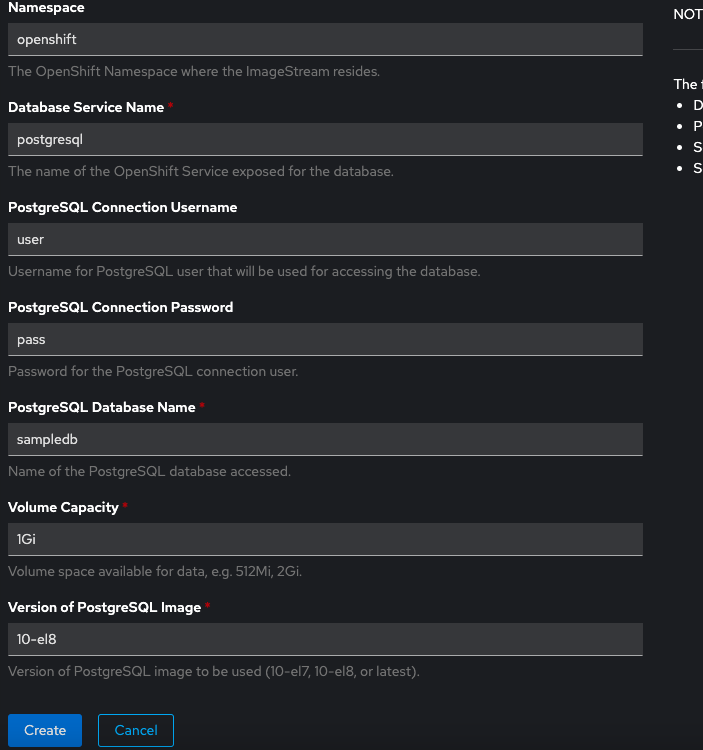 Namespace
openshift
The OpenShift Namespace where the ImageStream resides.
Database Service Name *
postgresql
The name of the OpenShift Service exposed for the database.
PostgreSQL Connection Username
user
Username for PostgreSQL user that will be used for accessing the database.
PostgreSQL Connection Password
pass
Password for the PostgreSQL connection user.
PostgreSQL Database Name *
sampledb
Name of the PostgreSQL database accessed.
Volume Capacity *
1Gi
Volume space available for data, e.g. 512Mi, 2Gi.
Version of PostgreSQL Image *
10-el8
Version of PostgreSQL image to be used (10-el7, 10-el8, or latest).
Create Cancel
NOT
The